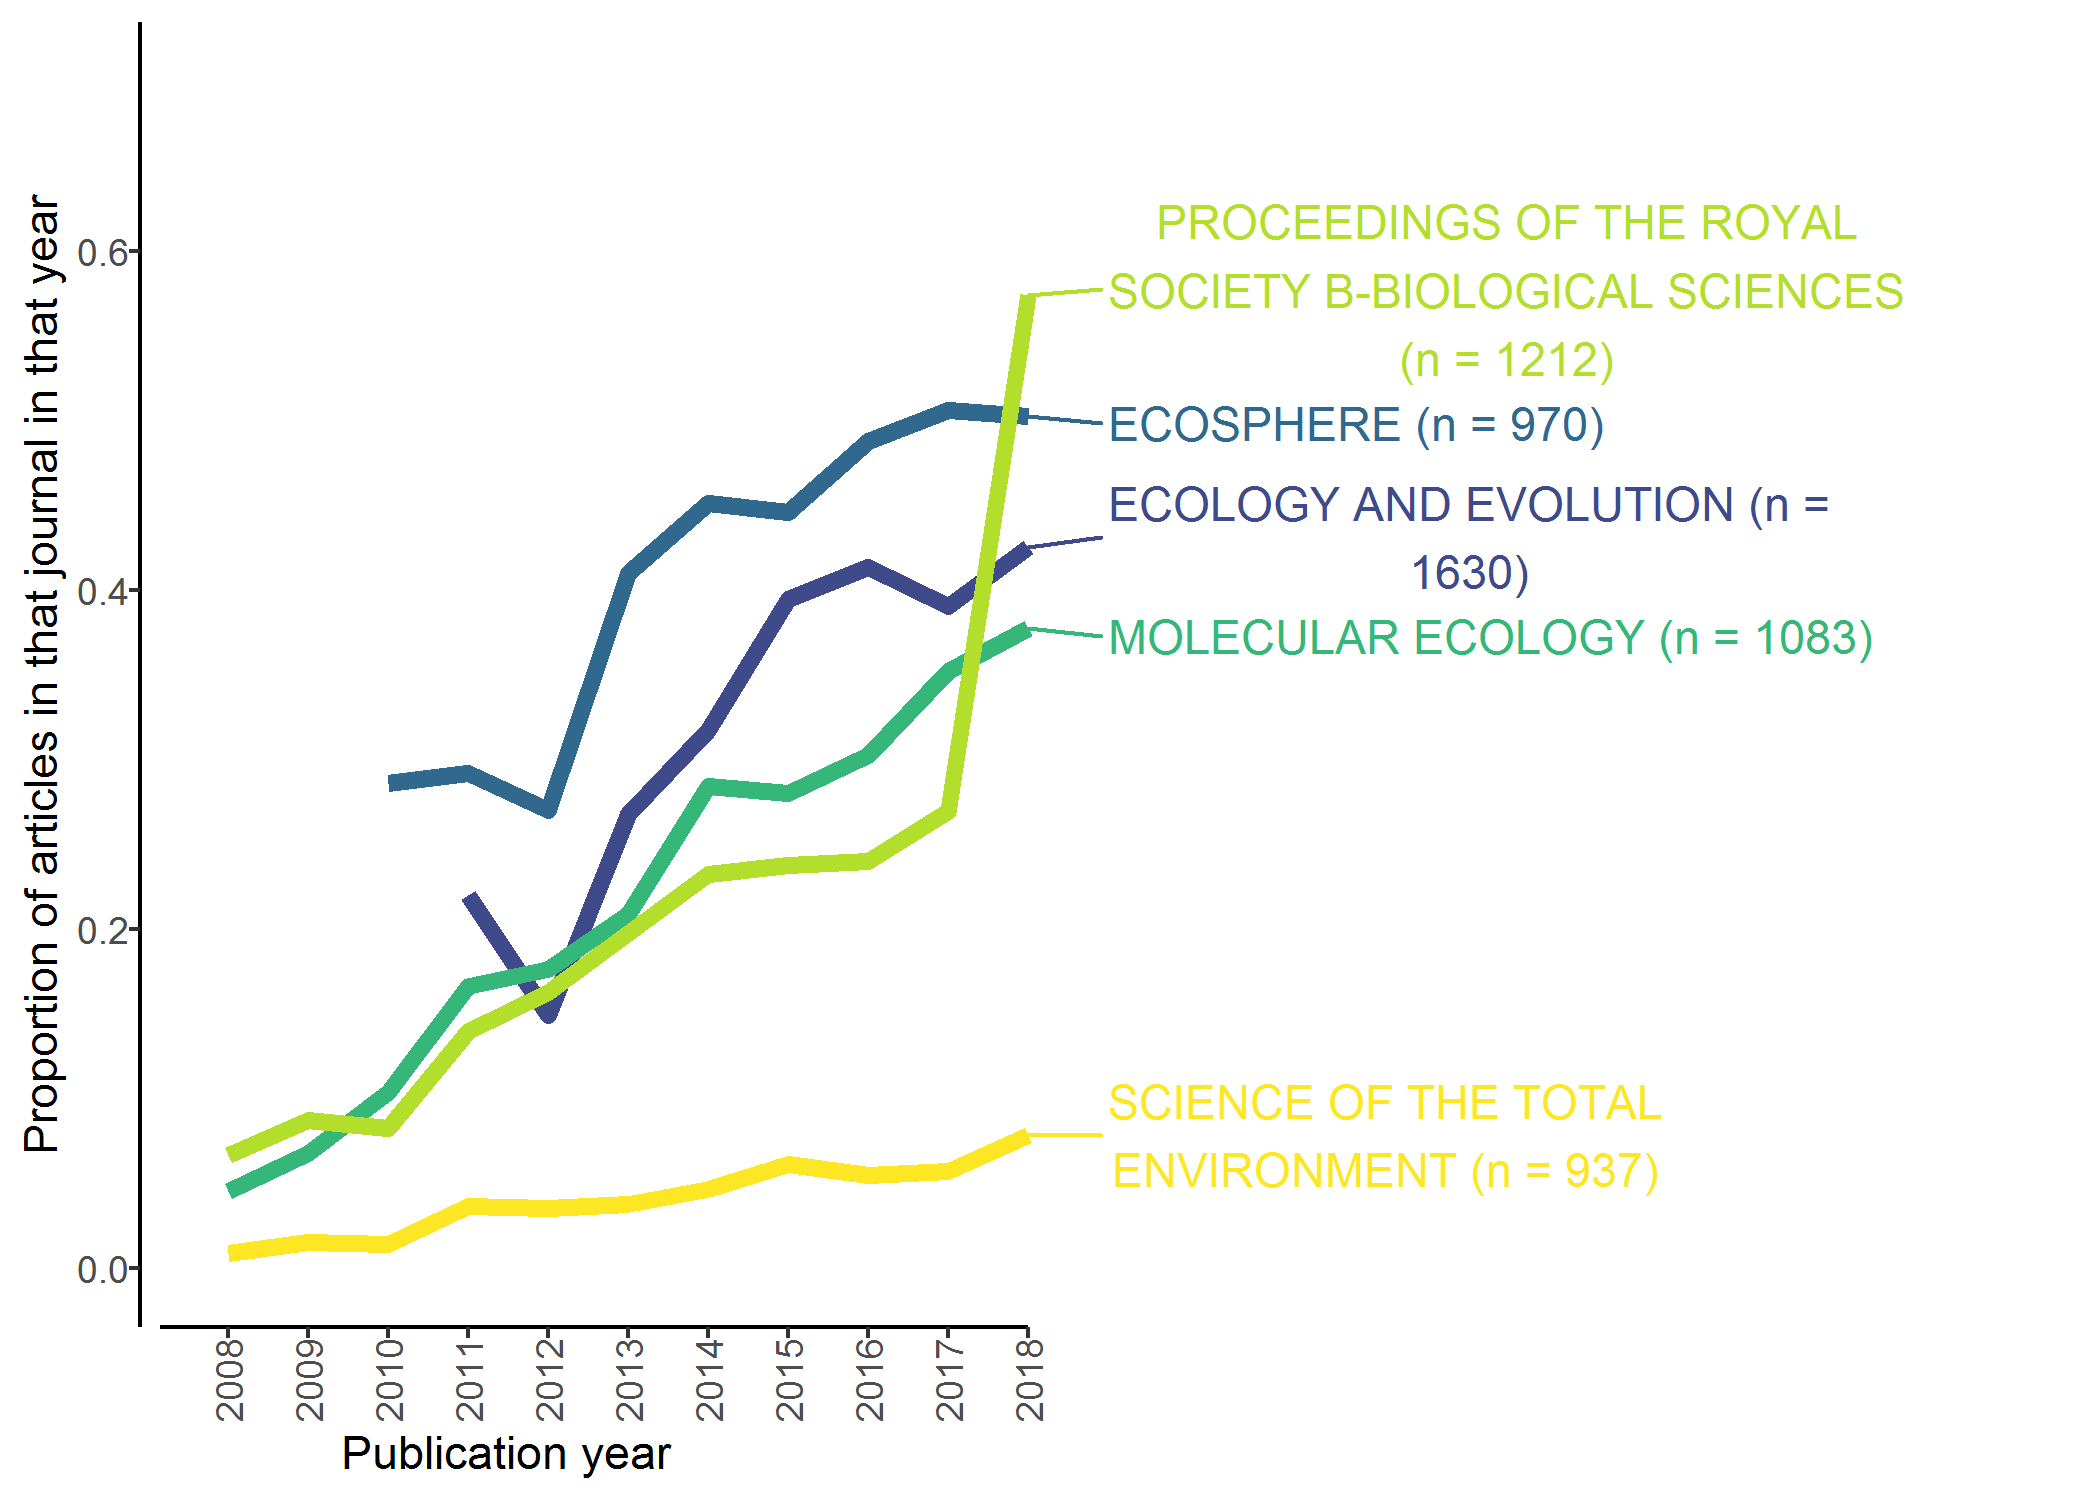 Proportion of articles in that journal in that year
0.6
0.4
0.2
0.0
PROCEEDINGS OF THE ROYAL
SOCIETY B-BIOLOGICAL SCIENCES
(n = 1212)
ECOSPHERE (n = 970)
ECOLOGY AND EVOLUTION (n =
1630)
MOLECULAR ECOLOGY (n = 1083)
SCIENCE OF THE TOTAL
ENVIRONMENT (n = 937)
2008
2009
2010
2011
2012
2013
2014
2015
2016
2017
2018
Publication year